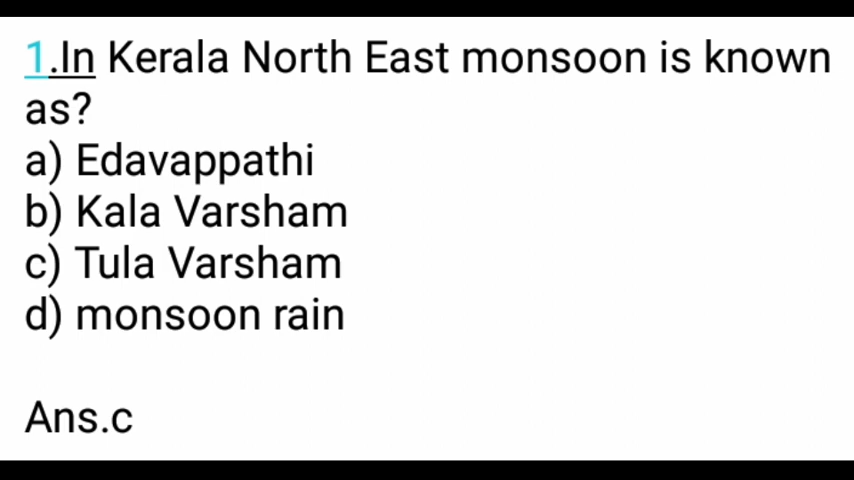 1.In Kerala North East monsoon is known
as?
a) Edavappathi
b) Kala Varsham
c) Tula Varsham
d) monsoon rain
Ans.c